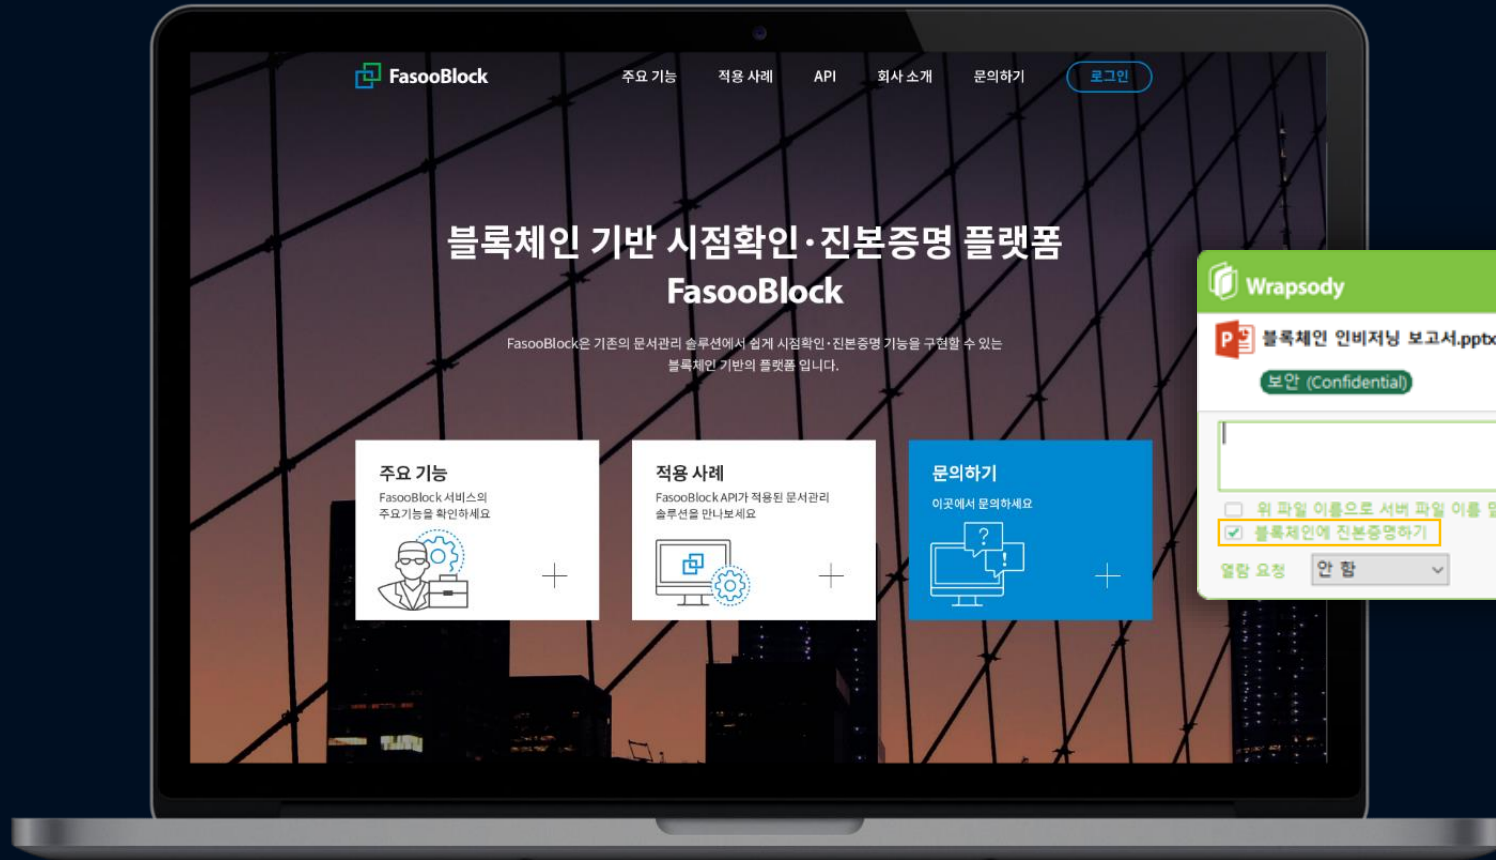 FasooBlock
주요 기능 적용 사례 API 회사 소개 문의하기 로그인
블록체인 기반 시점확인·진본증명 플랫폼
FasooBlock
FasooBlock은 기존의 문서관리 솔루션에서 쉽게 시점확인·진본증명 기능을 구현할 수 있는
블록체인 기반의 플랫폼 입니다.
주요 기능
FasooBlock 서비스의
주요기능을 확인하세요
적용 사례
FasooBlock API가 적용된 문서관리
솔루션을 만나보세요
문의하기
이곳에서 문의하세요
Wrapsody
블록체인 인비저닝 보고서.pptx
보안 (Confidential)
위 파일 이름으로 서버 파일 이름
블록체인에 진본증명하기
열람 요청 안 함